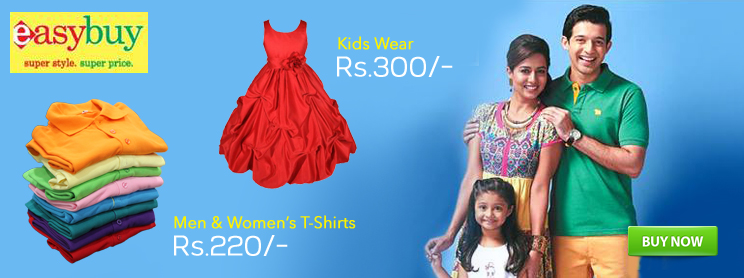 easybuy
super style. super price.
Kids Wear
Rs.300/-
Men & Women's T-Shirts
Rs.220/-
BUY NOW